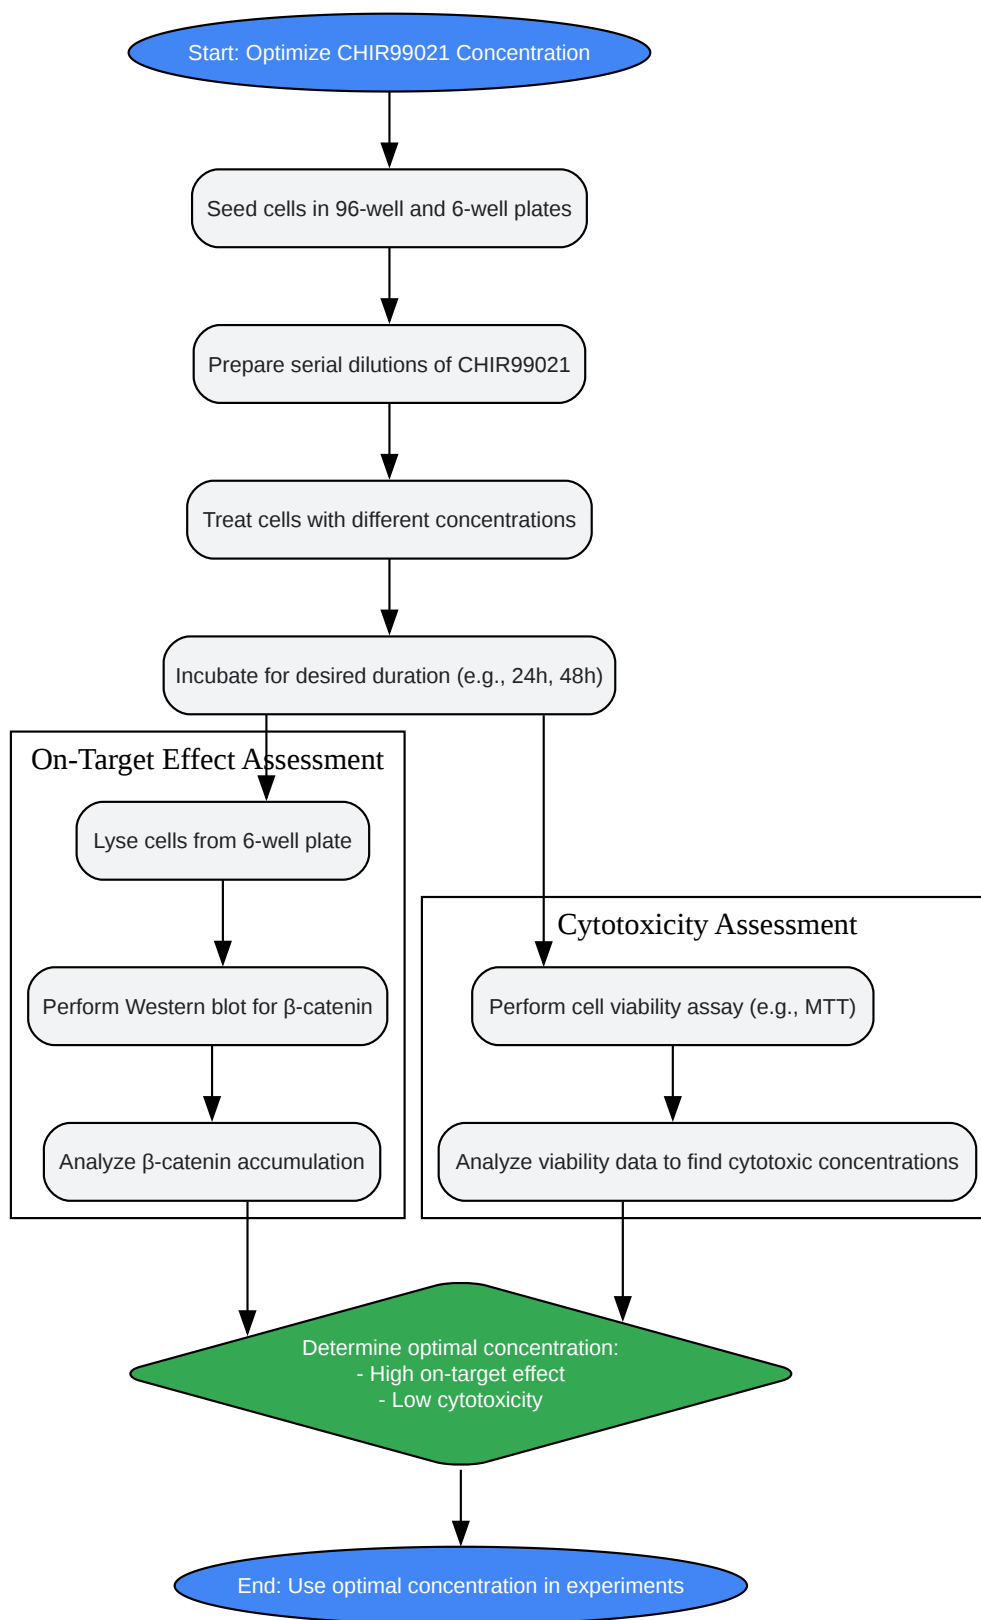 Start: Optimize CHIR99021 Concentration
Seed cells in 96-well and 6-well plates
Prepare serial dilutions of CHIR99021
Treat cells with different concentrations
Incubate for desired duration (e.g., 24h, 48h)
On-Target Effect Assessment
Lyse cells from 6-well plate
Perform Western blot for β-catenin
Analyze β-catenin accumulation
Cytotoxicity Assessment
Perform cell viability assay (e.g., MTT)
Analyze viability data to find cytotoxic concentrations
Determine optimal concentration:
- High on-target effect
- Low cytotoxicity
End: Use optimal concentration in experiments